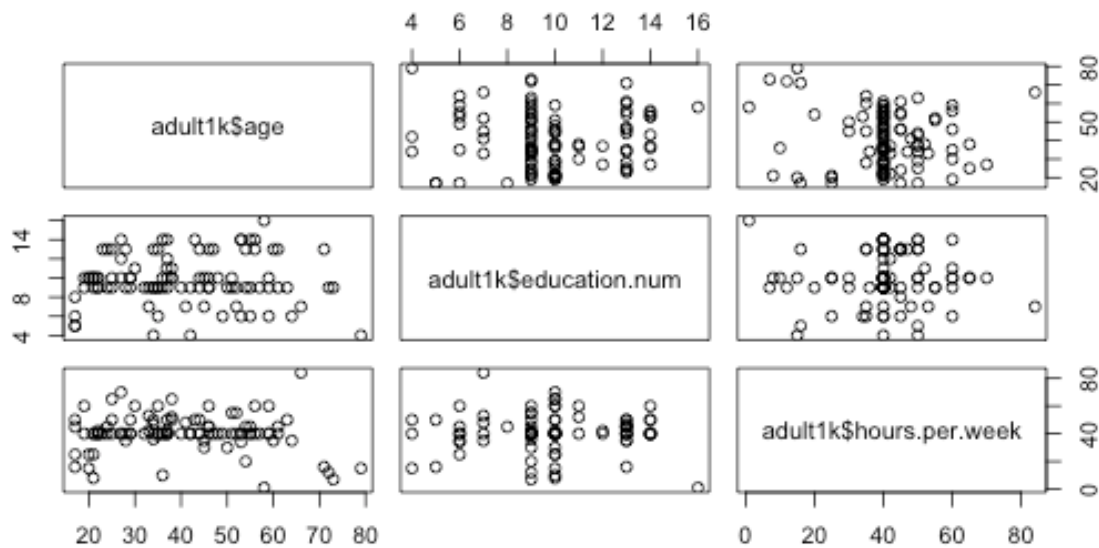 4 6 8 10 12 14 16
adult1k$age
20 50 80
4 8 14
adult1k$education.num
adult1k$hours.per.week
0 40 80
20 30 40 50 60 70 80
0 20 40 60 80